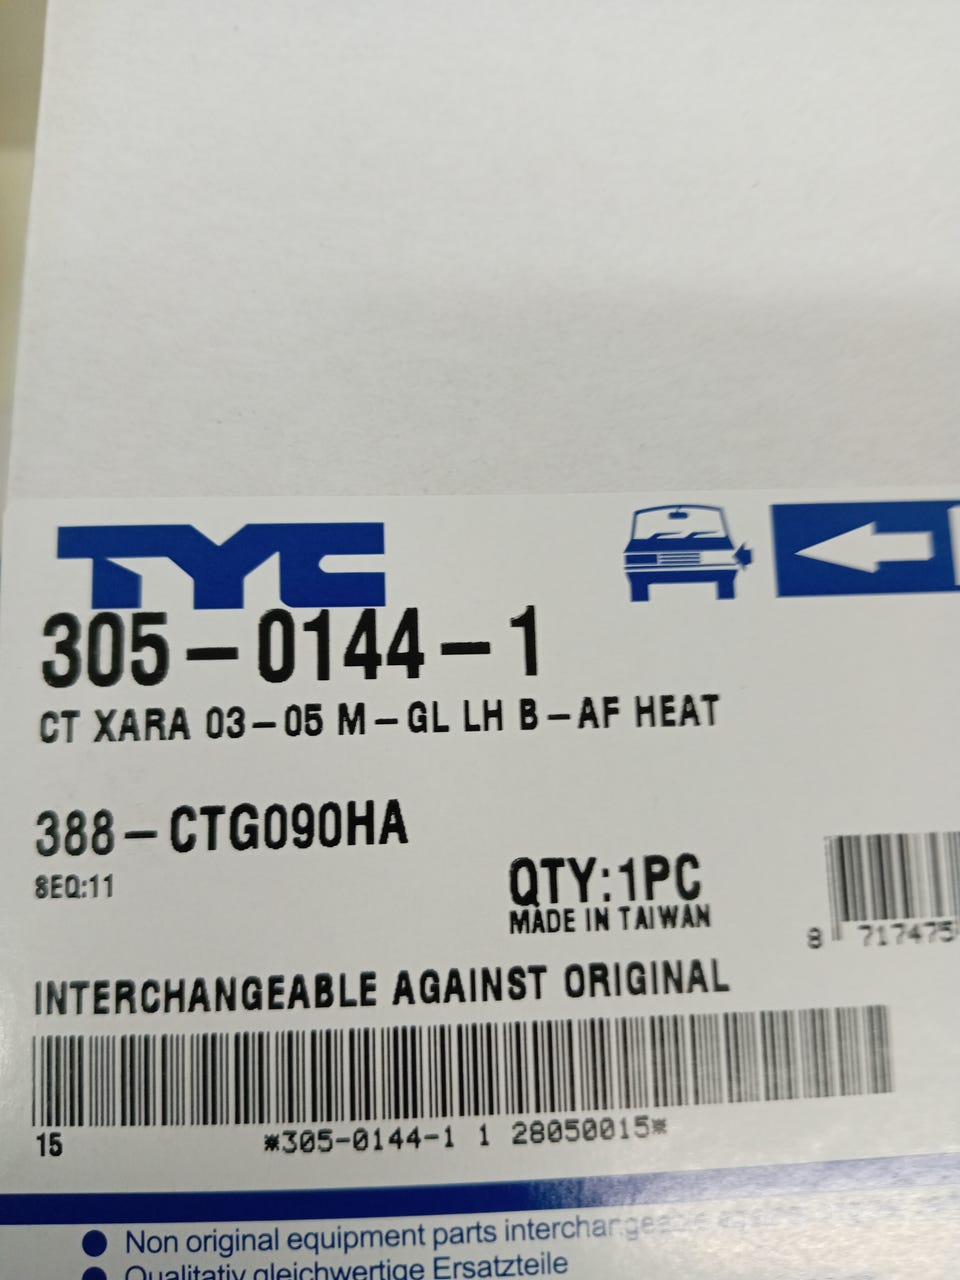 TYC
305-0144-1
CT XARA 03-05 M-GL LH B-AF HEAT
388-CTG090HA
SEQ:11
QTY:1PC
MADE IN TAIWAN
8 717475
INTERCHANGEABLE AGAINST ORIGINAL
15 *305-0144-1 1 28050015*
Non original equipment parts interchangeable against
Qualitativ gleichwertige Ersatzteile